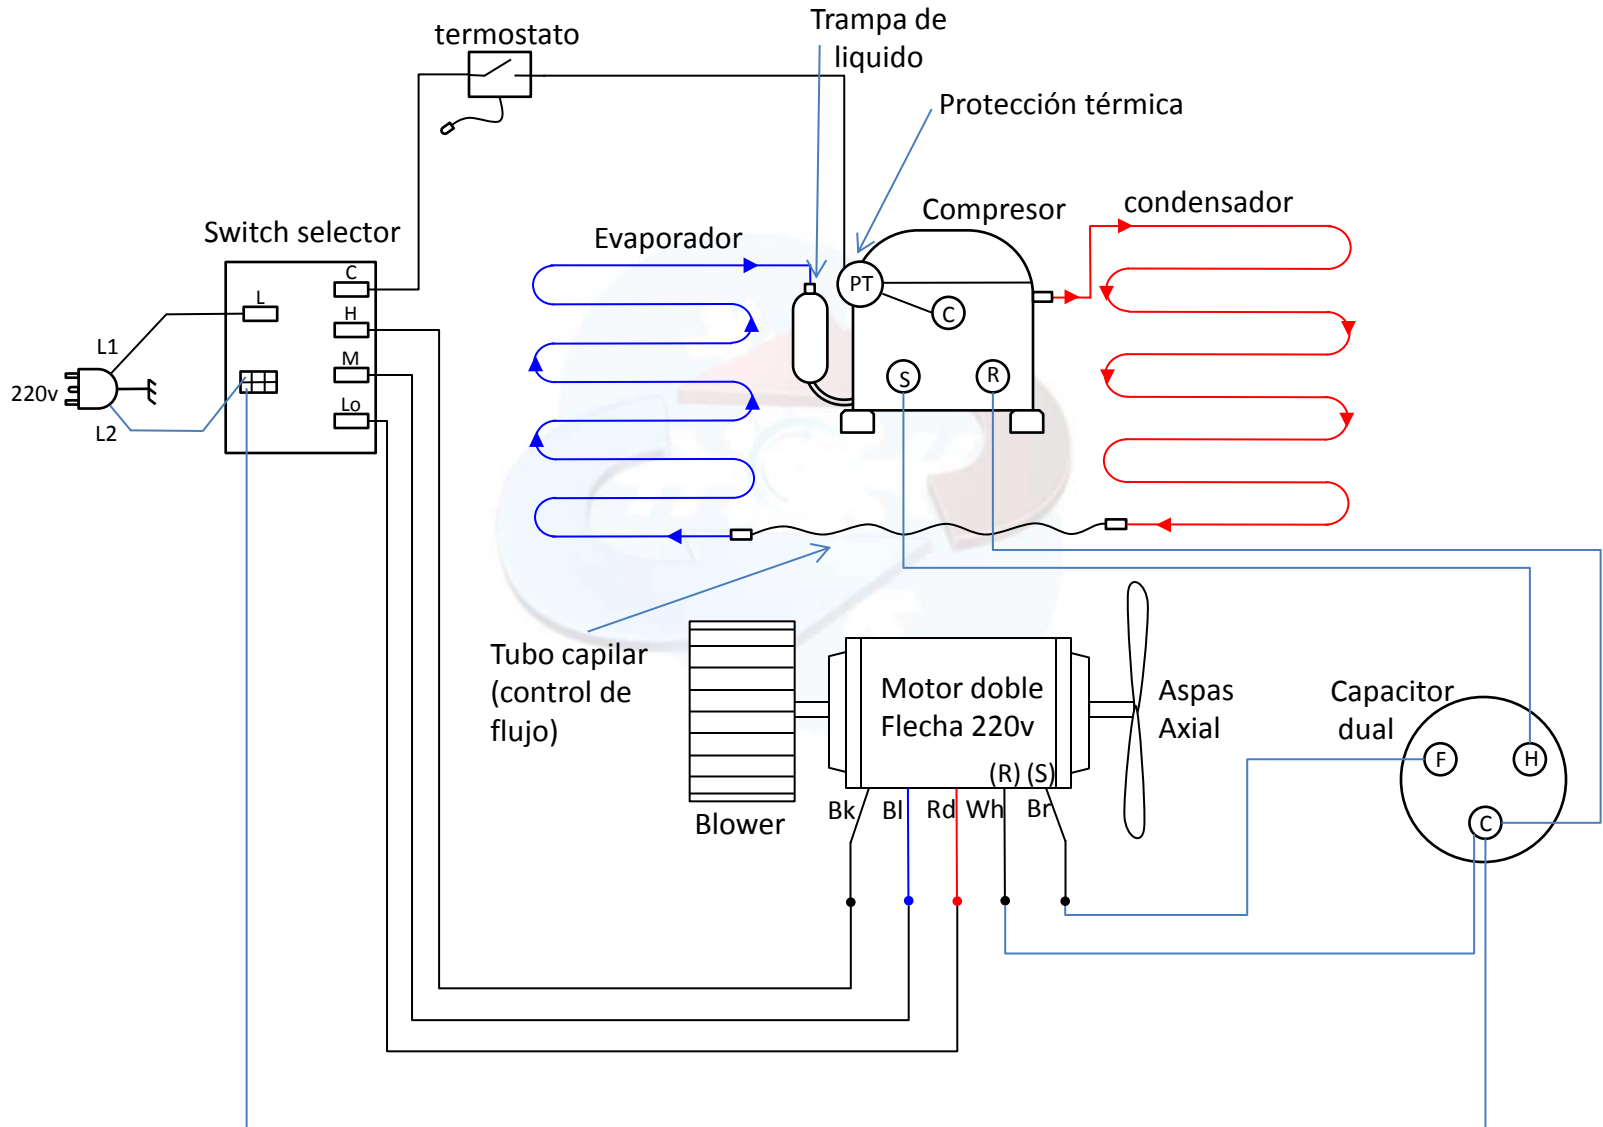 termostato
Trampa de
liquido
Protección térmica
Compresor
condensador
Evaporador
Switch selector
C
L
H
M
Lo
L1
220v
L2
PT
C
S
R
Tubo capilar
(control de
flujo)
Motor doble
Flecha 220v
(R) (S)
Aspas
Axial
Capacitor
dual
F
H
C
Bk
Bl
Rd
Wh
Br
Blower